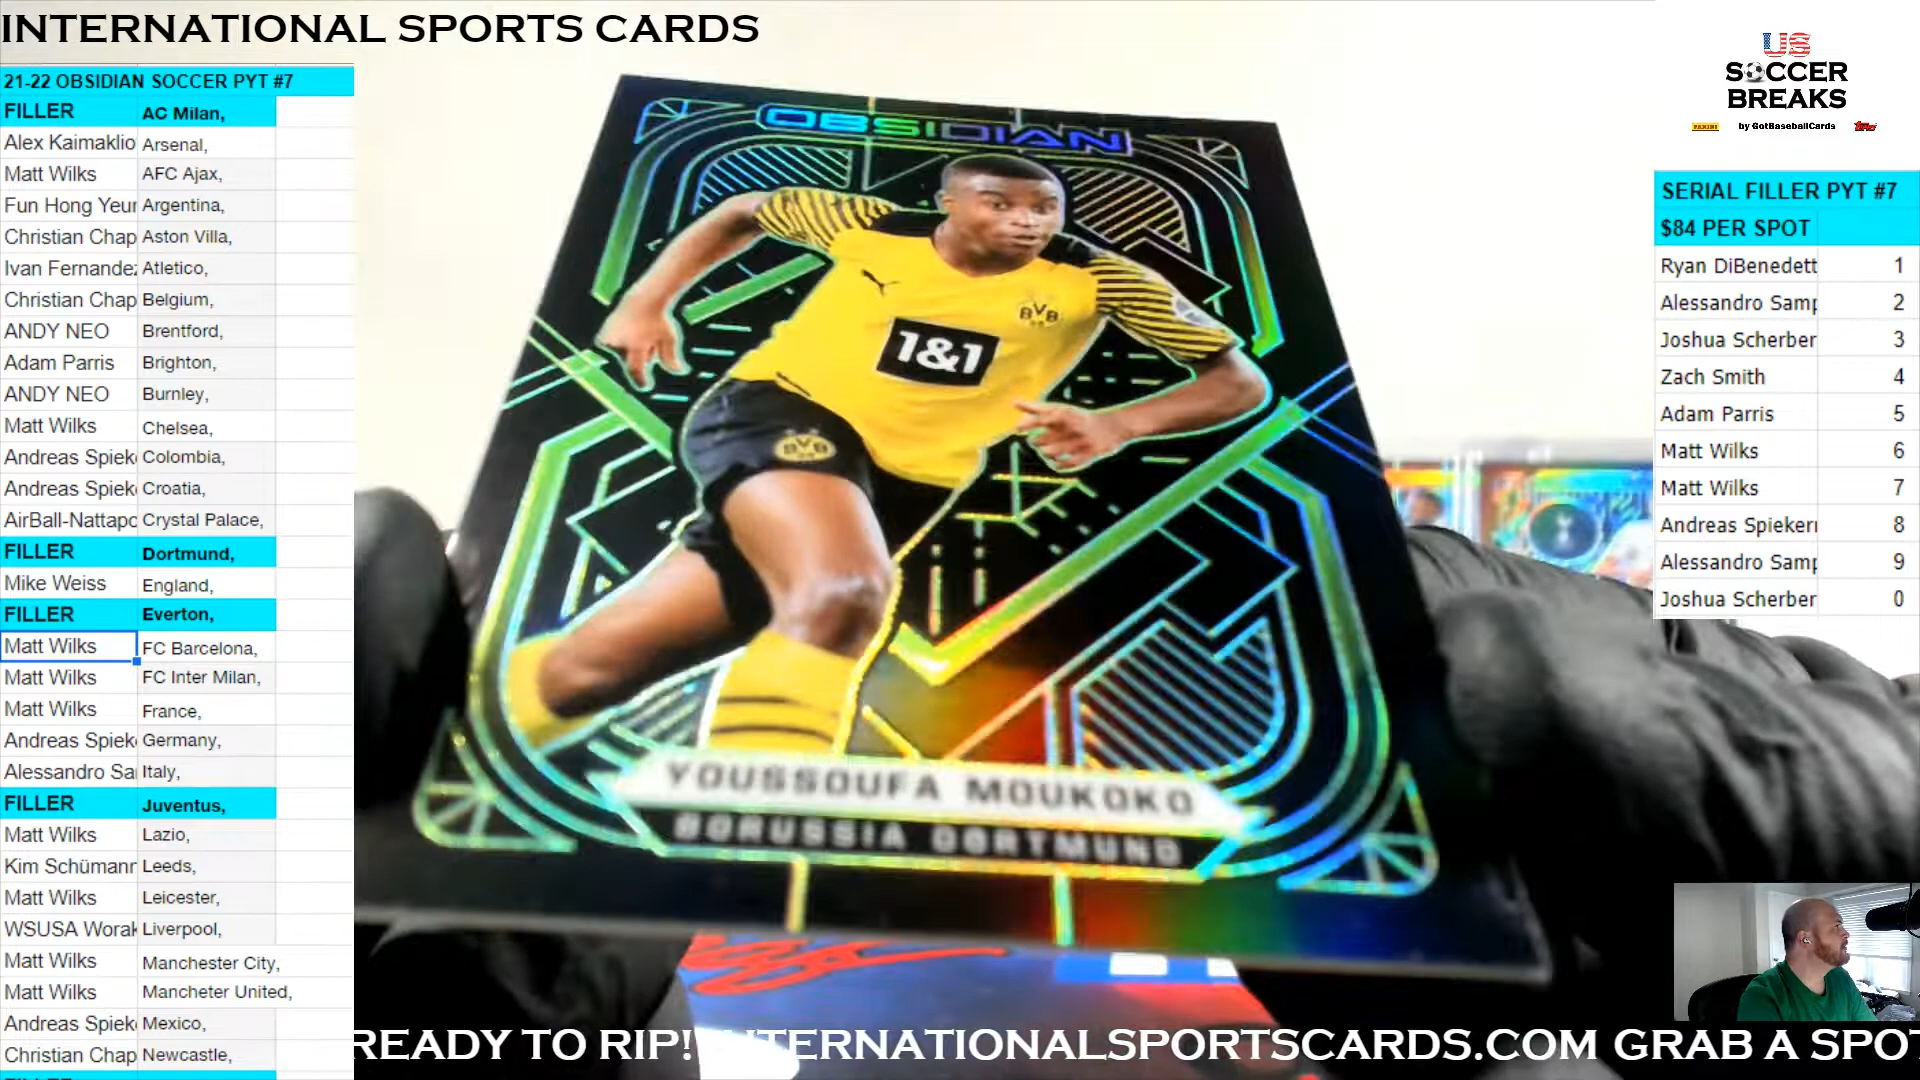 INTERNATIONAL SPORTS CARDS
21-22 OBSIDIAN SOCCER PYT #7
FILLER AC Milan,
Alex Kaimaklio Arsenal,
Matt Wilks AFC Ajax,
Fun Hong Yeur Argentina,
Christian Chap Aston Villa,
Ivan Fernandez Atletico,
Christian Chap Belgium,
ANDY NEO Brentford,
Adam Parris Brighton,
ANDY NEO Burnley,
Matt Wilks Chelsea,
Andreas Spiek Colombia,
Andreas Spiek Croatia,
AirBall-Nattapo Crystal Palace,
FILLER Dortmund,
Mike Weiss England,
FILLER Everton,
Matt Wilks FC Barcelona,
Matt Wilks FC Inter Milan,
Matt Wilks France,
Andreas Spiek Germany,
Alessandro Sa Italy,
FILLER Juventus,
Matt Wilks Lazio,
Kim Schümann Leeds,
Matt Wilks Leicester,
WSUSA Worak Liverpool,
Matt Wilks Manchester City,
Matt Wilks Mancheter United,
Andreas Spiek Mexico,
Christian Chap Newcastle,
OBSIDIAN
BVB
09
1&1
BVB
09
YOUSSOUFA MOUKOKO
BORUSSIA DORTMUND
US
SOCCER
BREAKS
PANINI by GotBaseballCards Topps
SERIAL FILLER PYT #7
$84 PER SPOT
Ryan DiBenedett 1
Alessandro Samp 2
Joshua Scherber 3
Zach Smith 4
Adam Parris 5
Matt Wilks 6
Matt Wilks 7
Andreas Spieker 8
Alessandro Samp 9
Joshua Scherber 0
READY TO RIP! INTERNATIONALSPORTSCARDS.COM GRAB A SPOT